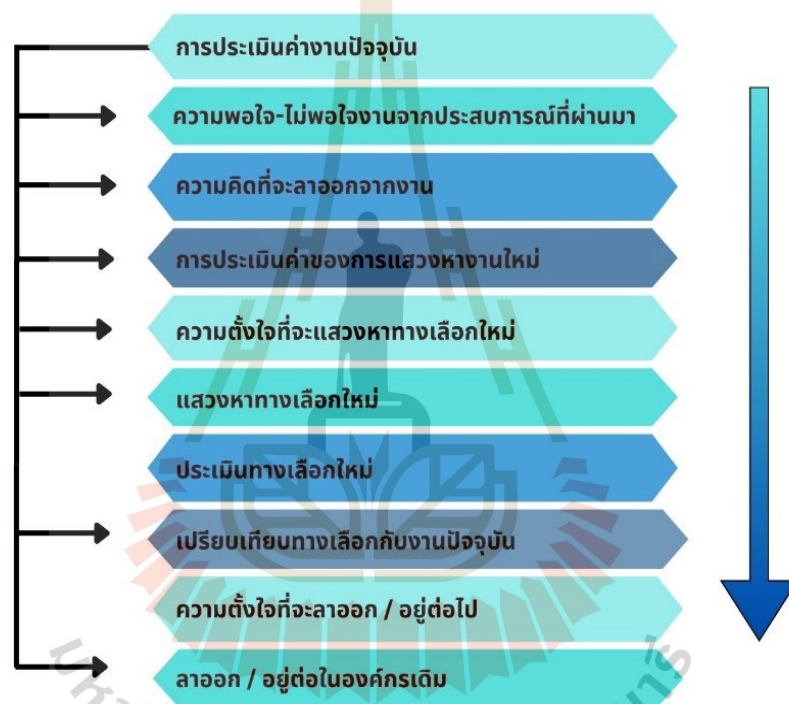 การประเมินค่างานปัจจุบัน
ความพอใจ-ไม่พอใจงานจากประสบการณ์ที่ผ่านมา
ความคิดที่จะลาออกจากงาน
การประเมินค่าของการแสวงหางานใหม่
ความตั้งใจที่จะแสวงหาทางเลือกใหม่
แสวงหาทางเลือกใหม่
ประเมินทางเลือกใหม่
เปรียบเทียบทางเลือกกับงานปัจจุบัน
ความตั้งใจที่จะลาออก / อยู่ต่อไป
ลาออก / อยู่ต่อในองค์กรเดิม